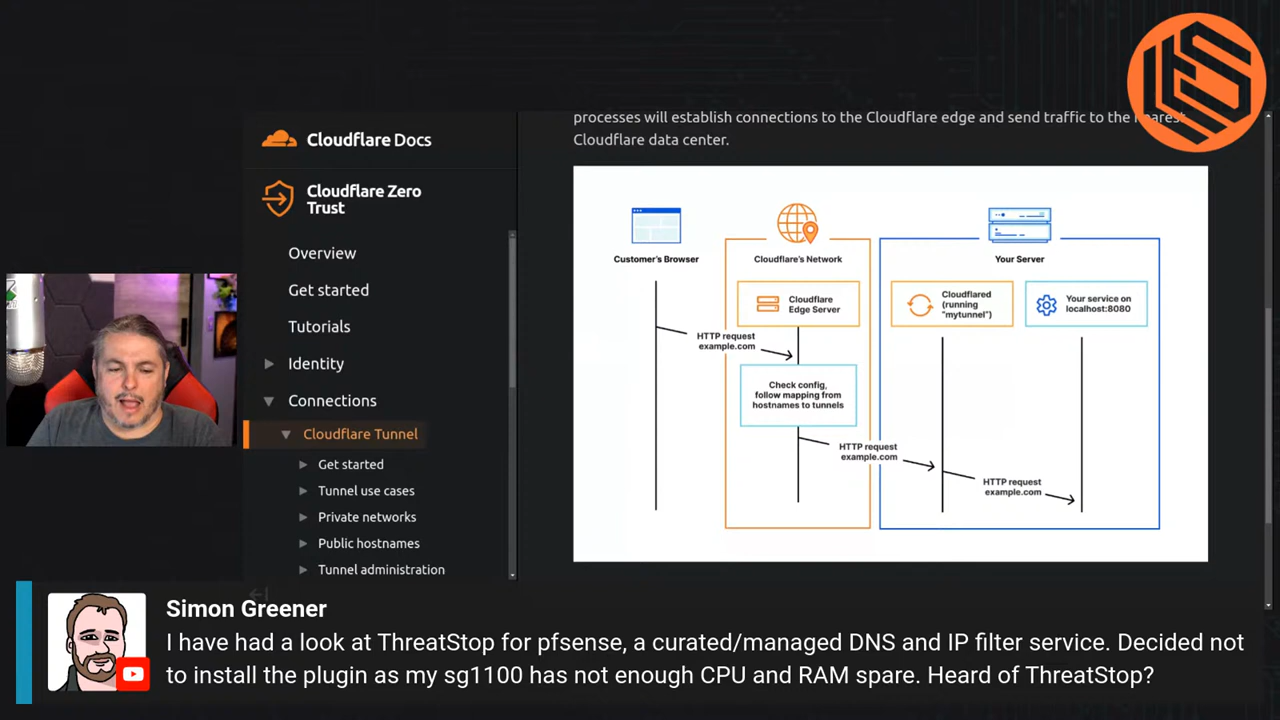 processes will establish connections to the Cloudflare edge and send traffic to the nearest
Cloudflare data center.
Cloudflare Docs
Cloudflare Zero
Trust
Overview
Get started
Tutorials
Identity
Connections
Cloudflare Tunnel
Get started
Tunnel use cases
Private networks
Public hostnames
Tunnel administration
Customer's Browser
Cloudflare's Network
Your Server
Cloudflare
Edge Server
Cloudflared
(running
"mytunnel")
Your service on
localhost:8080
HTTP request
example.com
Check config,
follow mapping from
hostnames to tunnels
HTTP request
example.com
HTTP request
example.com
Simon Greener
I have had a look at ThreatStop for pfsense, a curated/managed DNS and IP filter service. Decided not
to install the plugin as my sg1100 has not enough CPU and RAM spare. Heard of ThreatStop?